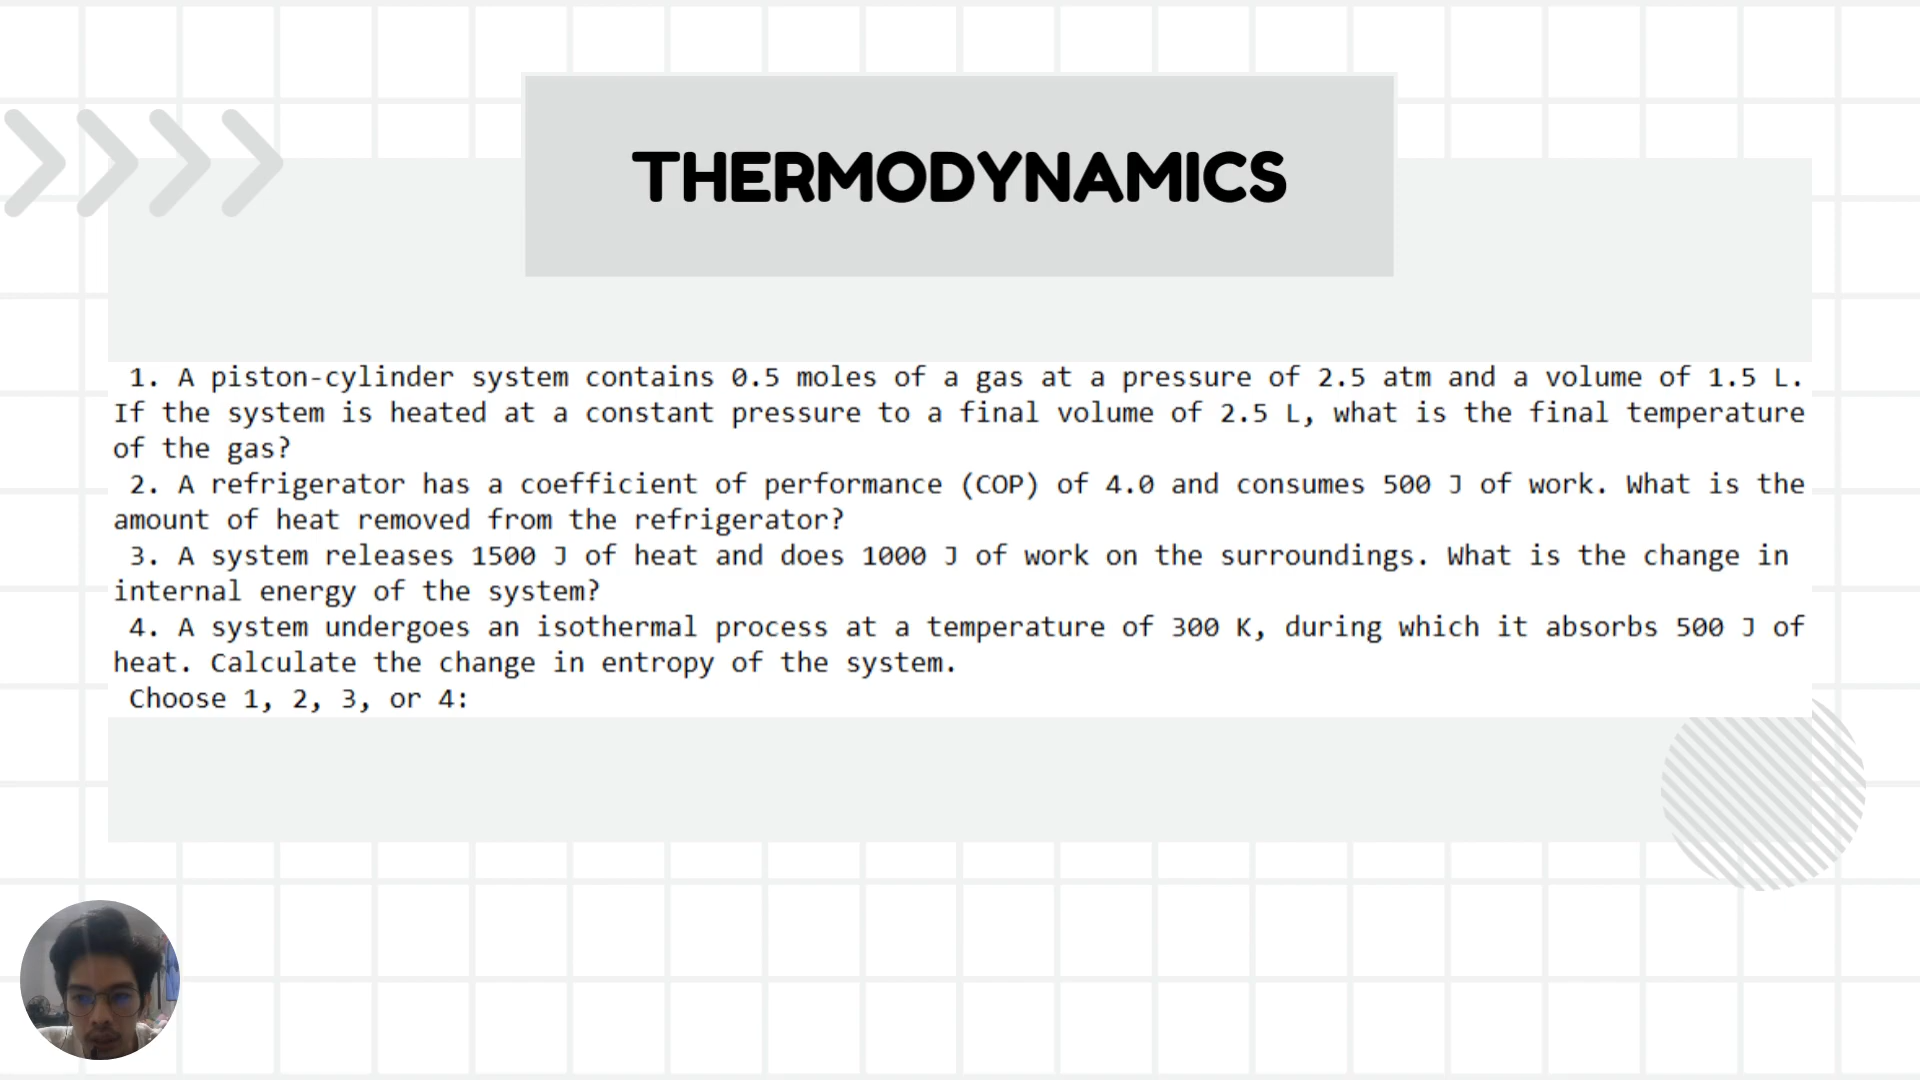 THERMODYNAMICS
1. A piston-cylinder system contains 0.5 moles of a gas at a pressure of 2.5 atm and a volume of 1.5 L.
If the system is heated at a constant pressure to a final volume of 2.5 L, what is the final temperature
of the gas?
2. A refrigerator has a coefficient of performance (COP) of 4.0 and consumes 500 J of work. What is the
amount of heat removed from the refrigerator?
3. A system releases 1500 J of heat and does 1000 J of work on the surroundings. What is the change in
internal energy of the system?
4. A system undergoes an isothermal process at a temperature of 300 K, during which it absorbs 500 J of
heat. Calculate the change in entropy of the system.
Choose 1, 2, 3, or 4: